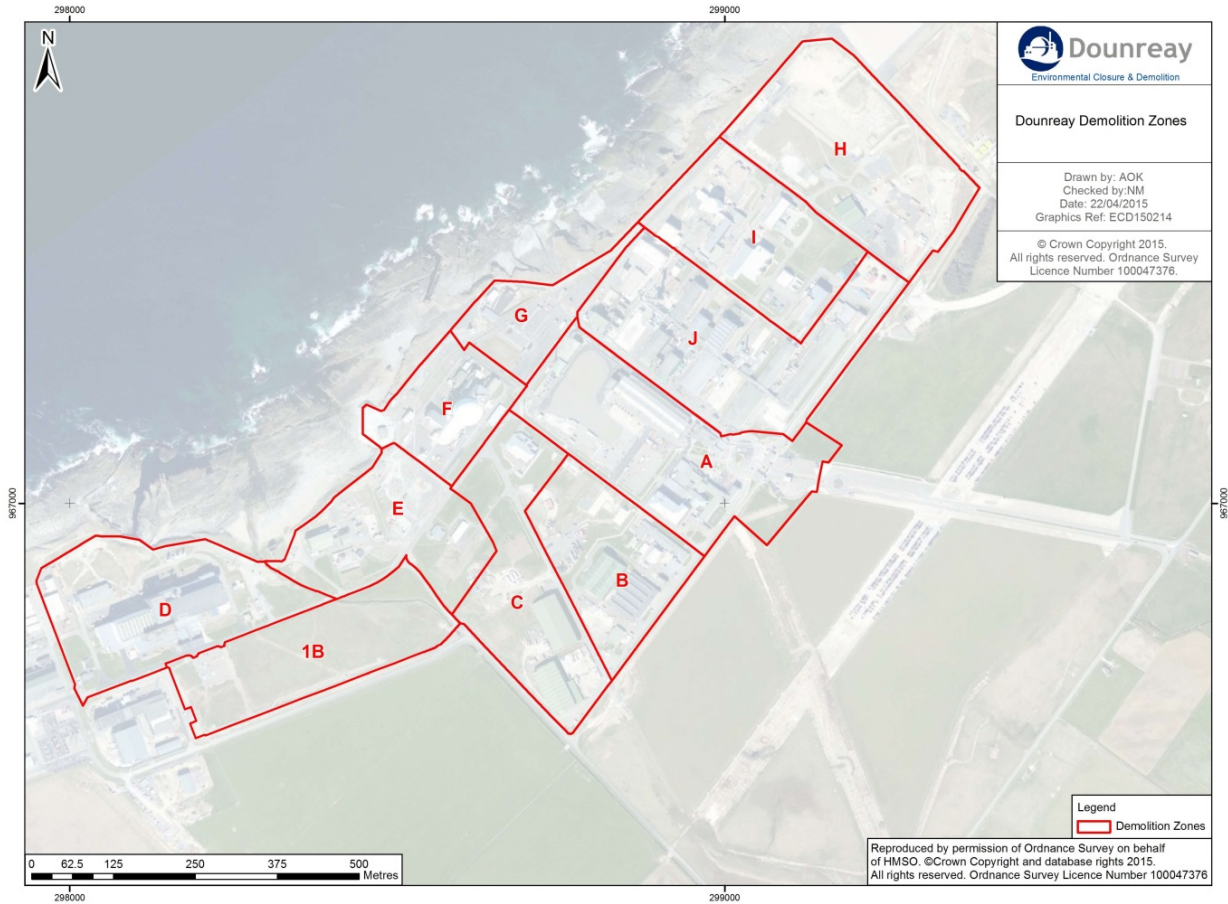 298000
299000
N
Dounreay
Environmental Closure & Demolition
Dounreay Demolition Zones
Drawn by: AOK
Checked by:NM
Date: 22/04/2015
Graphics Ref: ECD150214
© Crown Copyright 2015.
All rights reserved. Ordnance Survey
Licence Number 100047376.
H
I
G
J
F
A
E
B
C
D
1B
967000
967000
Legend
Demolition Zones
0 62.5 125 250 375 500
Metres
Reproduced by permission of Ordnance Survey on behalf
of HMSO. ©Crown Copyright and database rights 2015.
All rights reserved. Ordnance Survey Licence Number 100047376
298000
299000